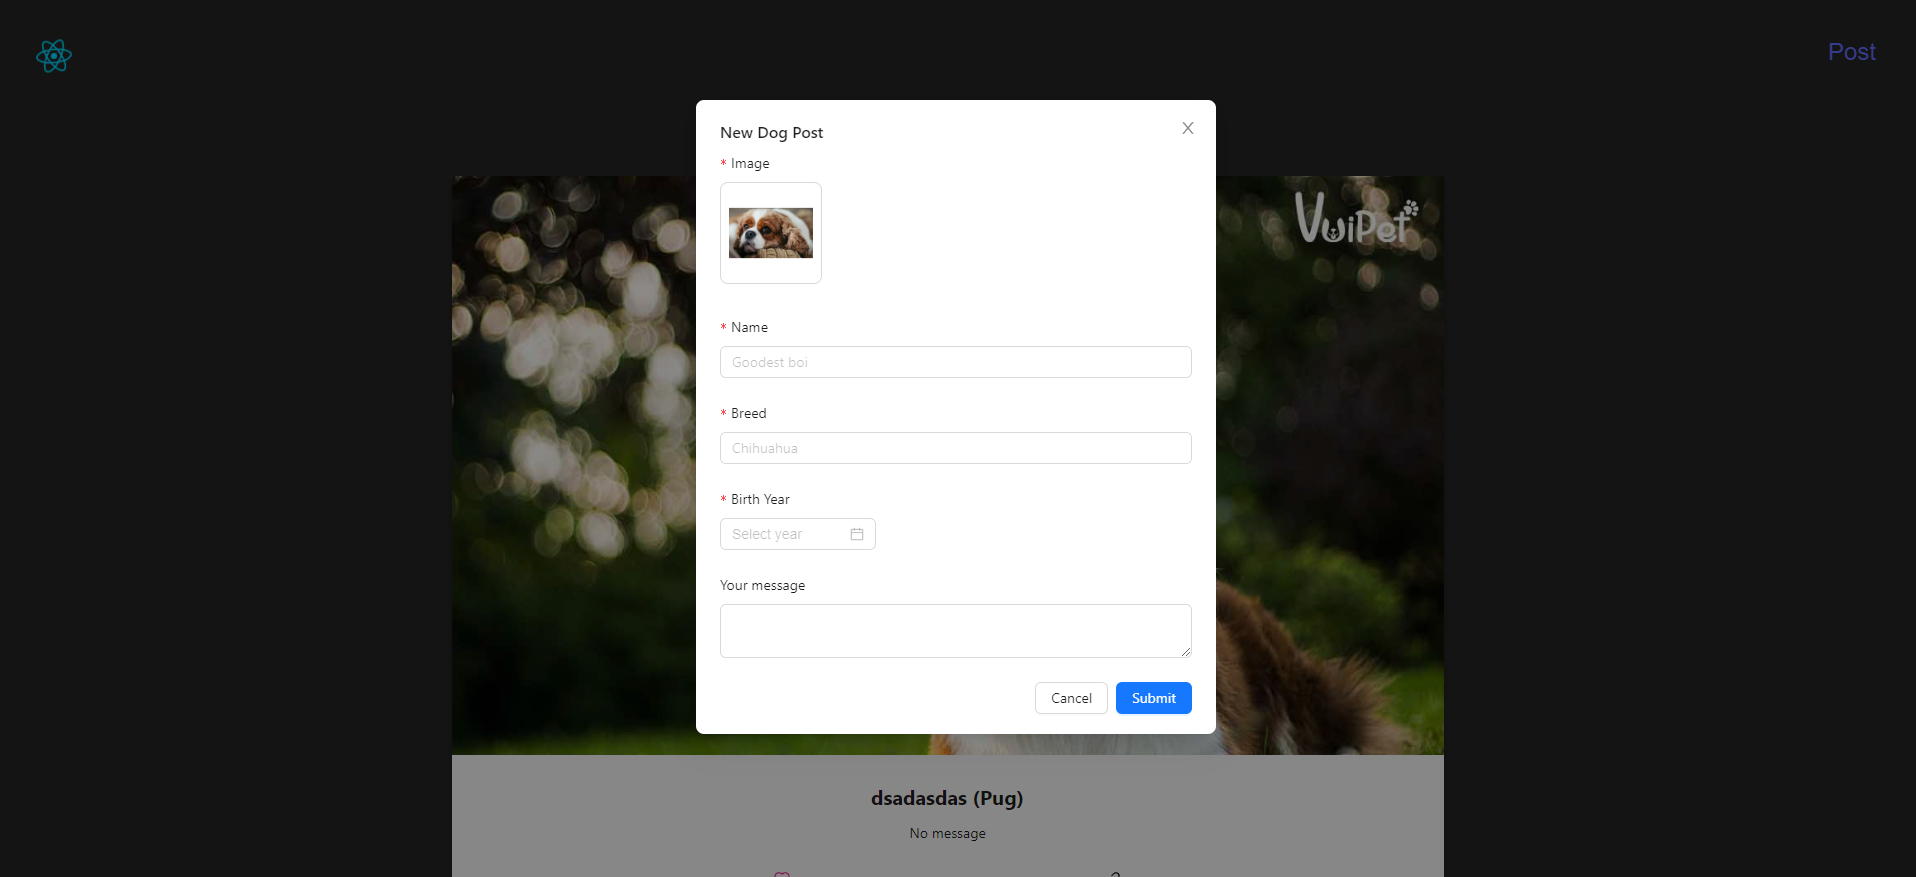 Post
New Dog Post
* Image
VuiPet
* Name
Goodest boi
* Breed
Chihuahua
* Birth Year
Select year
Your message
Cancel Submit
dsadasdas (Pug)
No message